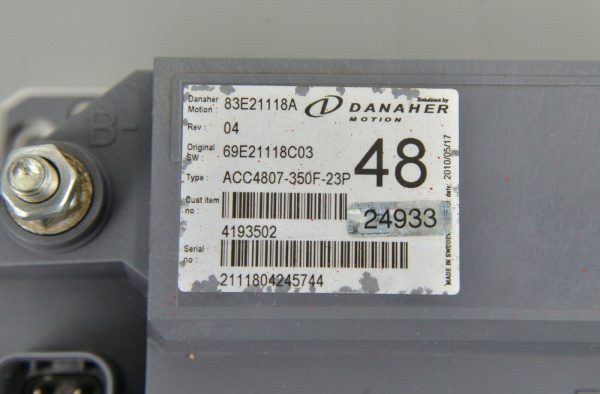 B-
Danaher Motion : 83E21118A
Solutions by
DANAHER
MOTION
Rev : 04
Original SW : 69E21118C03
48
Type : ACC4807-350F-23P
Cust item no :
4193502
24933
Serial no :
2111804245744
MADE IN SWEDEN
date: 2010/05/17